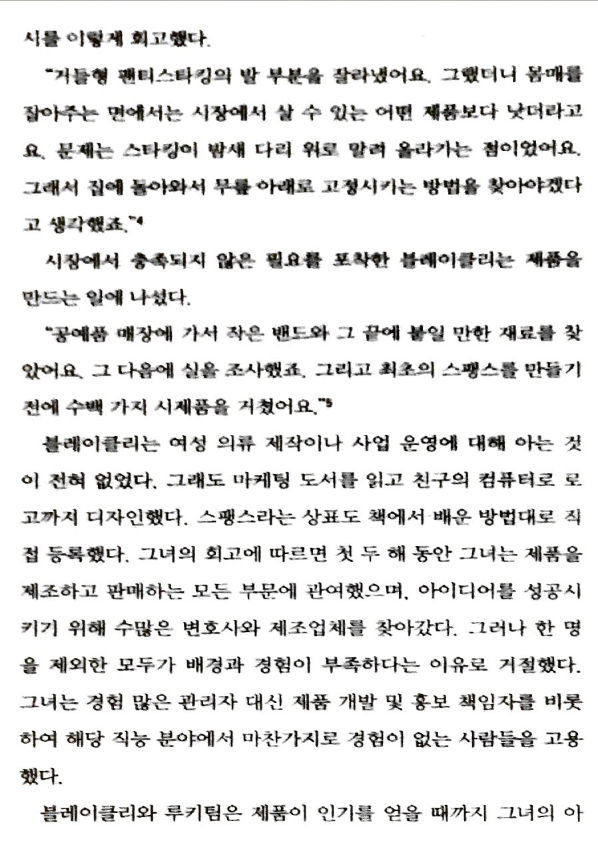 시를 이렇게 회고했다.
“거들형 팬티스타킹의 발 부분을 잘라냈어요. 그랬더니 몸매를
잡아주는 면에서는 시장에서 살 수 있는 어떤 제품보다 낫더라고
요. 문제는 스타킹이 밤새 다리 위로 말려 올라가는 점이었어요.
그래서 집에 돌아와서 무릎 아래로 고정시키는 방법을 찾아야겠다
고 생각했죠.”4
시장에서 충족되지 않은 필요를 포착한 블레이클리는 제품을
만드는 일에 나섰다.
“공예품 매장에 가서 작은 밴드와 그 끝에 붙일 만한 재료를 찾
았어요. 그 다음에 실을 조사했죠. 그리고 최초의 스팽스를 만들기
전에 수백 가지 시제품을 거쳤어요.”5
블레이클리는 여성 의류 제작이나 사업 운영에 대해 아는 것
이 전혀 없었다. 그래도 마케팅 도서를 읽고 친구의 컴퓨터로 로
고까지 디자인했다. 스팽스라는 상표도 책에서 배운 방법대로 직
접 등록했다. 그녀의 회고에 따르면 첫 두 해 동안 그녀는 제품을
제조하고 판매하는 모든 부문에 관여했으며, 아이디어를 성공시
키기 위해 수많은 변호사와 제조업체를 찾아갔다. 그러나 한 명
을 제외한 모두가 배경과 경험이 부족하다는 이유로 거절했다.
그녀는 경험 많은 관리자 대신 제품 개발 및 홍보 책임자를 비롯
하여 해당 직능 분야에서 마찬가지로 경험이 없는 사람들을 고용
했다.
블레이클리와 루키텀은 제품이 인기를 얻을 때까지 그녀의 아